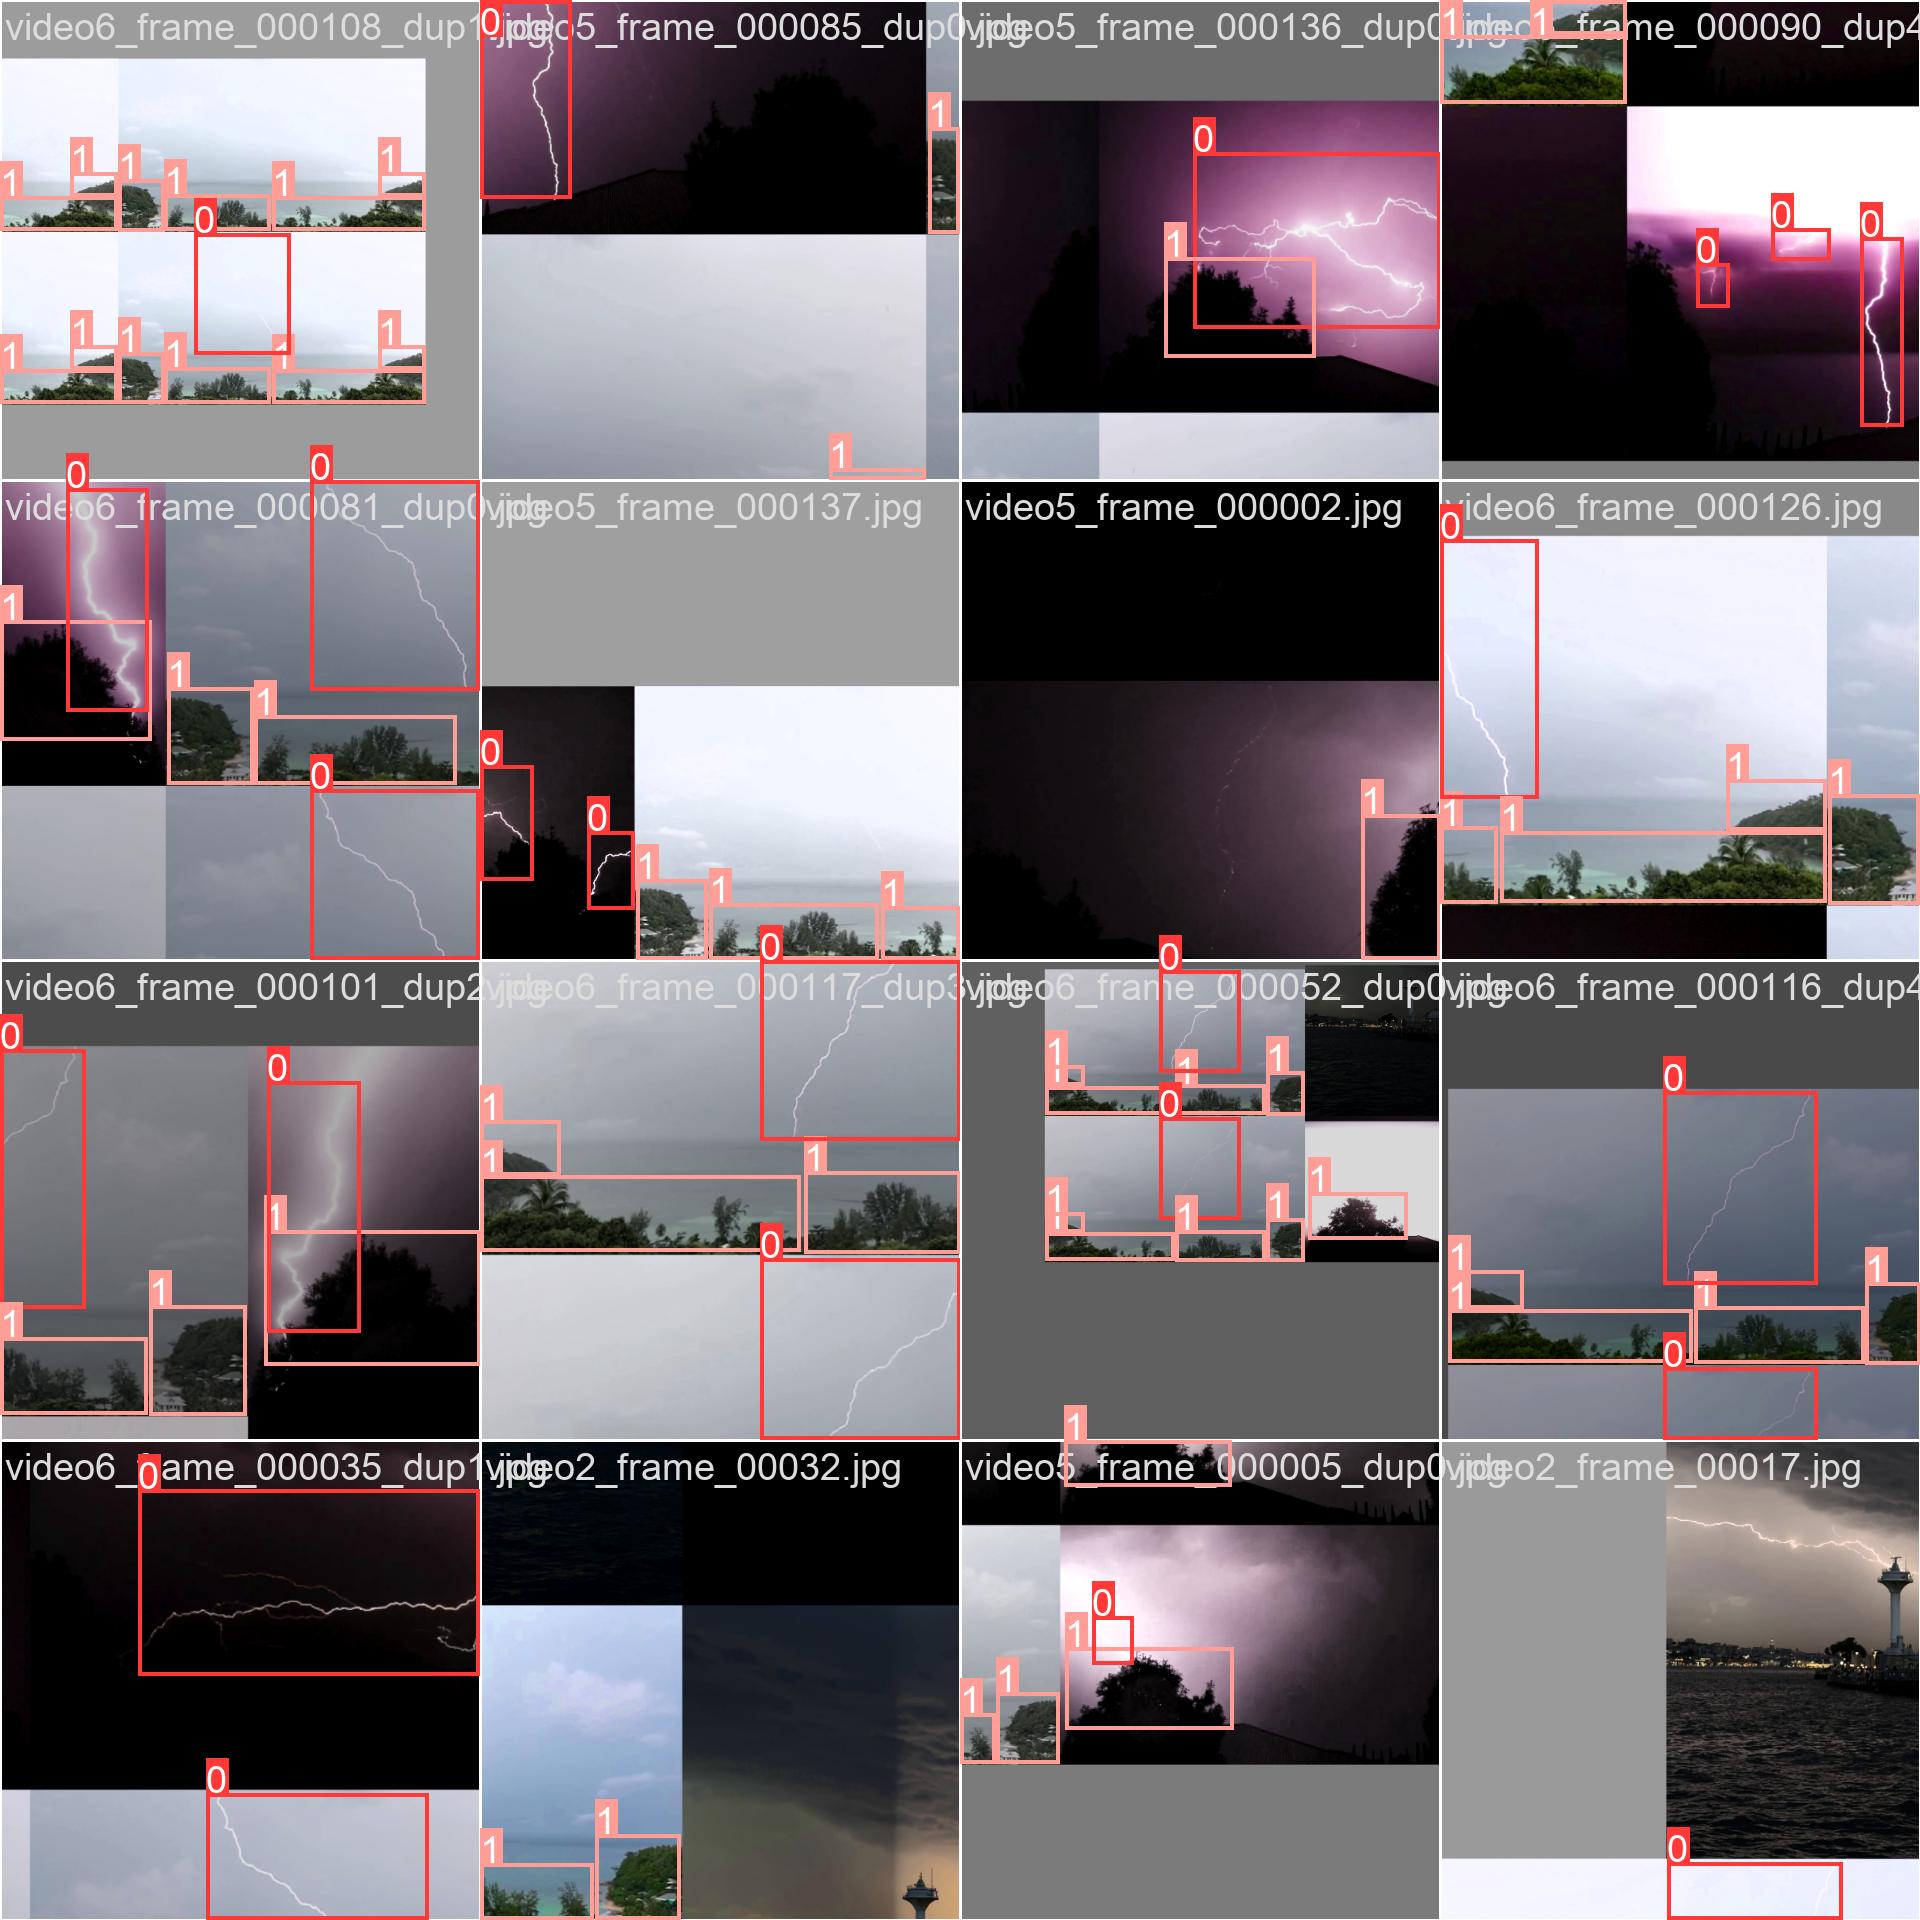 video6_frame_000108_dup1.jpg
1 1 1 1 1 1
0
1 1 1 1 1 1
video5_frame_000085_dup0.jpg
0
1
1
video5_frame_000136_dup0.jpg
0
1
frame_000090_dup4
1 1
0 0 0
video6_frame_000081_dup0.jpg
0 0
1
1 1
0
video5_frame_000137.jpg
0 0
1 1 1
video5_frame_000002.jpg
1
video6_frame_000126.jpg
0
1 1
1 1
video6_frame_000101_dup2.jpg
0 0
1
1 1
video6_frame_000117_dup3.jpg
1
1 1
0
video6_frame_000052_dup0.jpg
0
1 1 1
0
1 1 1 1
video6_frame_000116_dup4
0
1 1
1 1
0
video6_frame_000035_dup1.jpg
0
0
video2_frame_00032.jpg
1 1
video5_frame_000005_dup0.jpg
1
0
1
1 1
video2_frame_00017.jpg
0